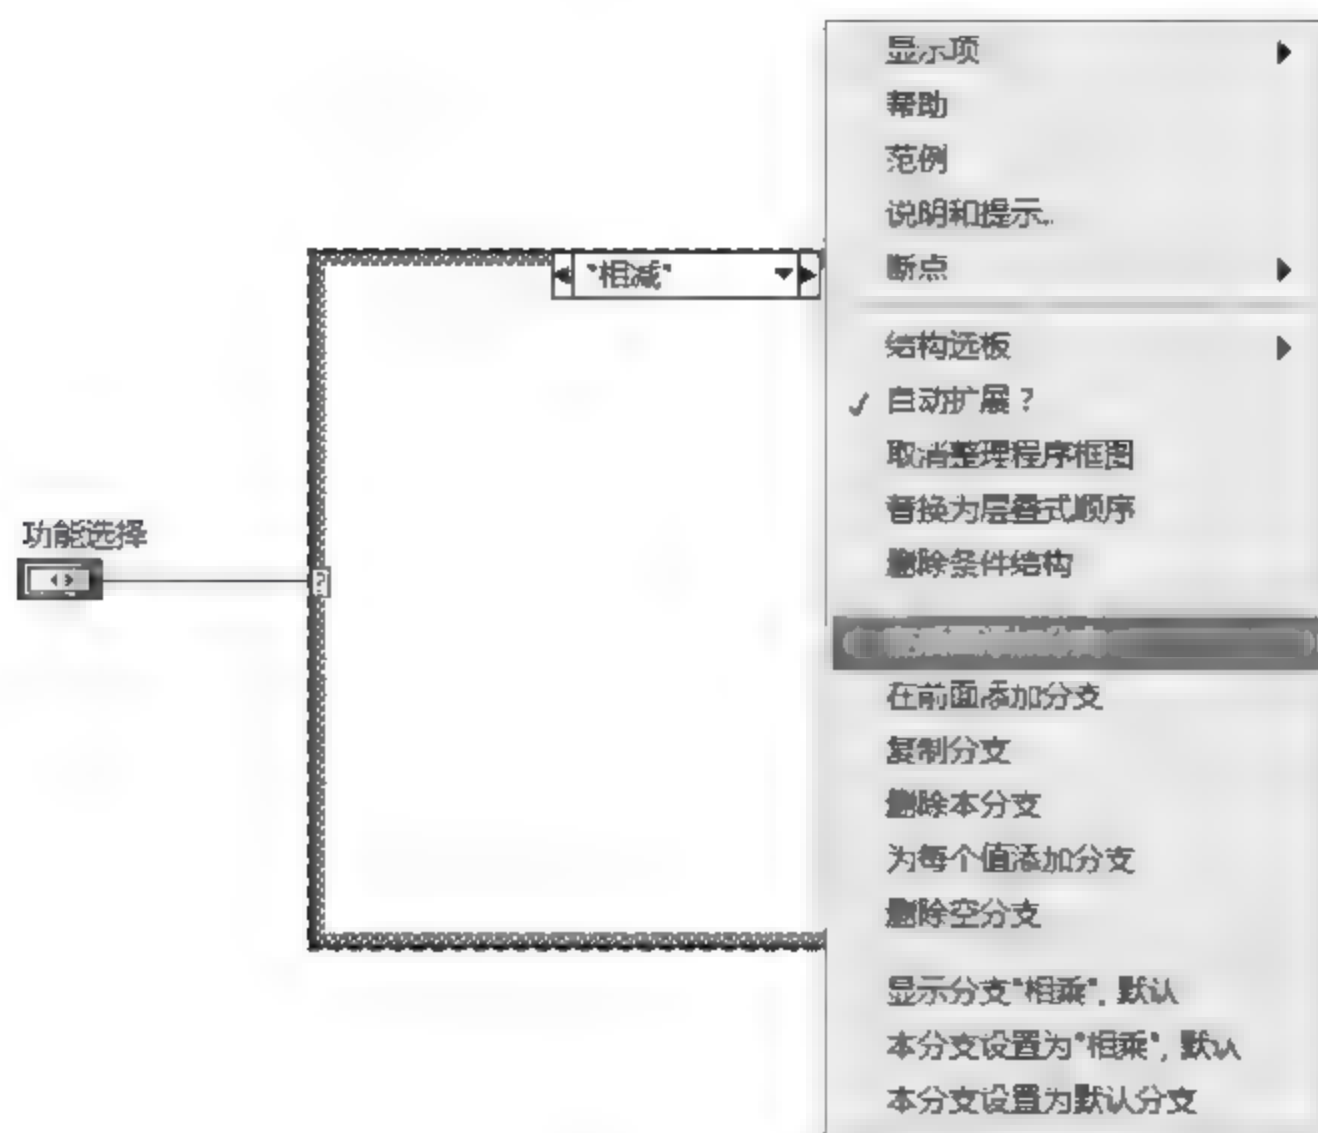 显示项
帮助
范例
说明和提示...
断点
"相减"
结构选板
✓ 自动扩展?
取消整理程序框图
替换为层叠式顺序
功能选择
删除条件结构
?
在前面添加分支
复制分支
删除本分支
为每个值添加分支
删除空分支
显示分支"相乘", 默认
本分支设置为"相乘", 默认
本分支设置为默认分支